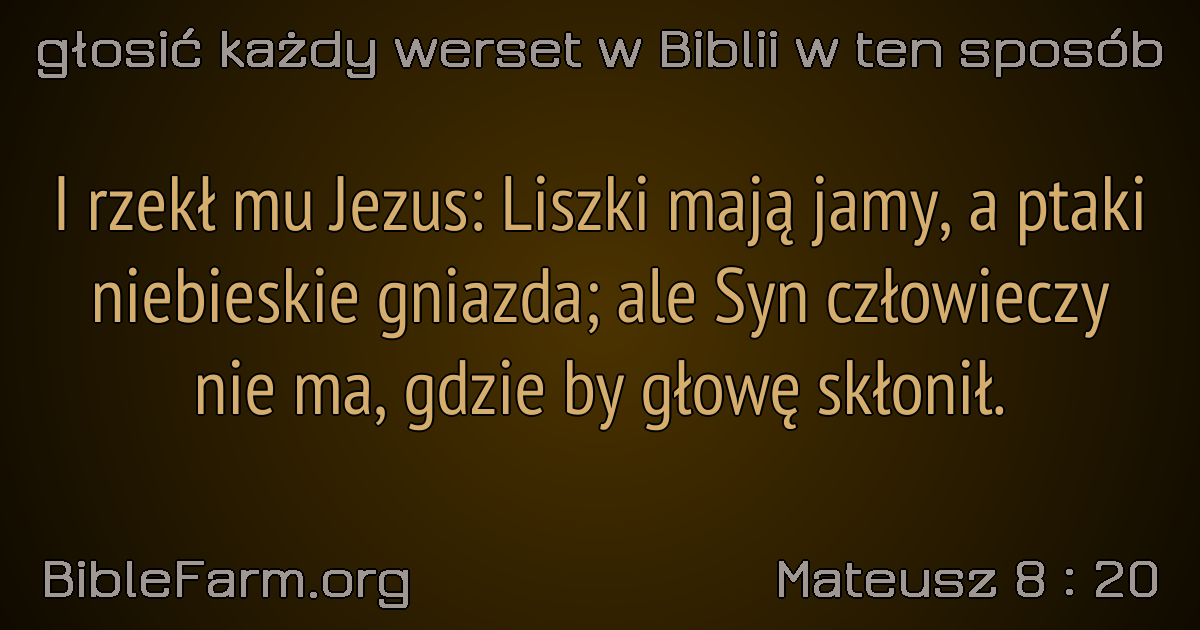 głosić każdy werset w Biblii w ten sposób
I rzekł mu Jezus: Liszki mają jamy, a ptaki
niebieskie gniazda; ale Syn człowieczy
nie ma, gdzie by głowę skłonił.
BibleFarm.org
Mateusz 8 : 20